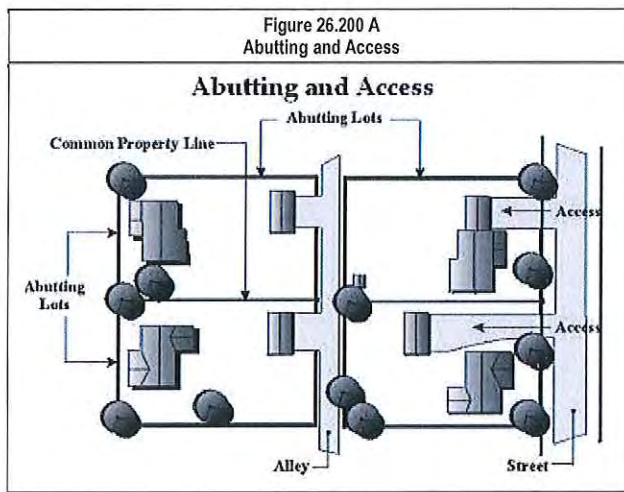 Figure 26.200 A
Abutting and Access
Abutting and Access
Abutting Lots
Common Property Line
Access
Abutting
Lots
Access
Alley
Street